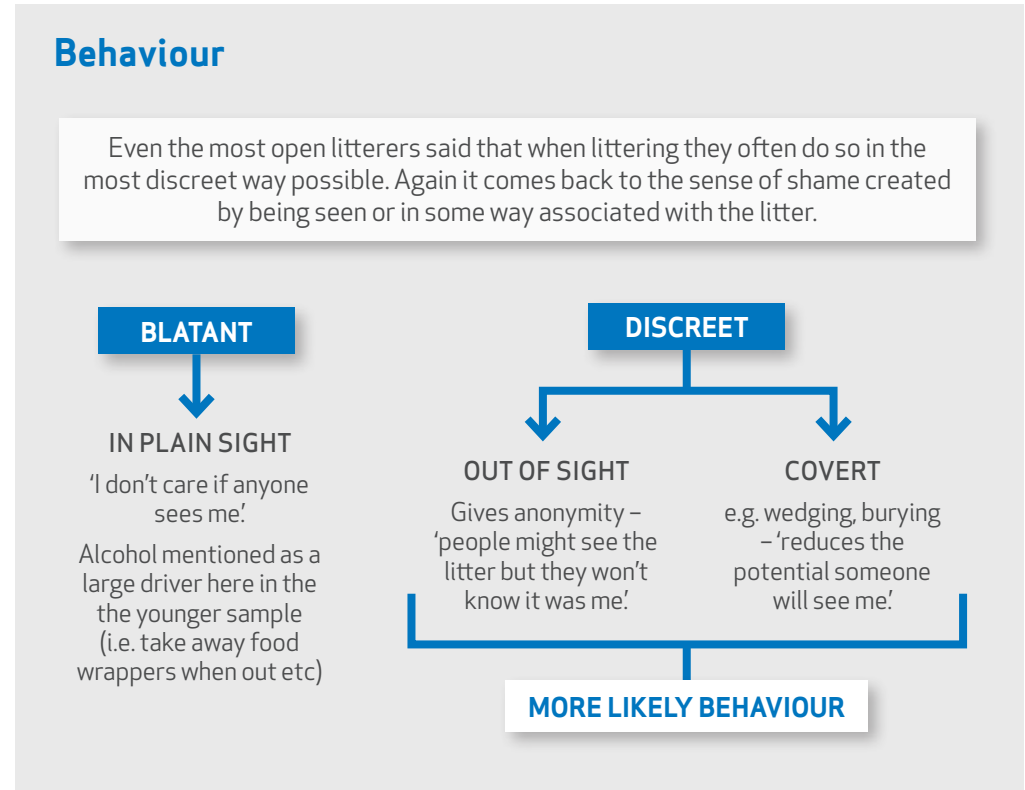 Behaviour
Even the most open litterers said that when littering they often do so in the
most discreet way possible. Again it comes back to the sense of shame created
by being seen or in some way associated with the litter.
BLATANT
IN PLAIN SIGHT
‘I don’t care if anyone
sees me’.
Alcohol mentioned as a
large driver here in the
the younger sample
(i.e. take away food
wrappers when out etc)
DISCREET
OUT OF SIGHT
Gives anonymity –
‘people might see the
litter but they won’t
know it was me’.
COVERT
e.g. wedging, burying
– ‘reduces the
potential someone
will see me’.
MORE LIKELY BEHAVIOUR